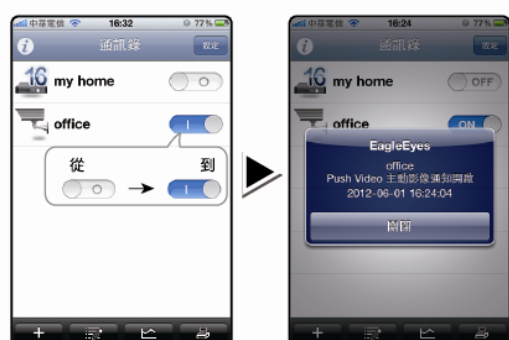 中華電信 16:32 77%
通訊錄 設定
16 my home
office
從 到
中華電信 16:24 77%
通訊錄 設定
16 my home OFF
office ON
EagleEyes
office
Push Video 主動影像通知開啟
2012-06-01 16:24:04
關閉